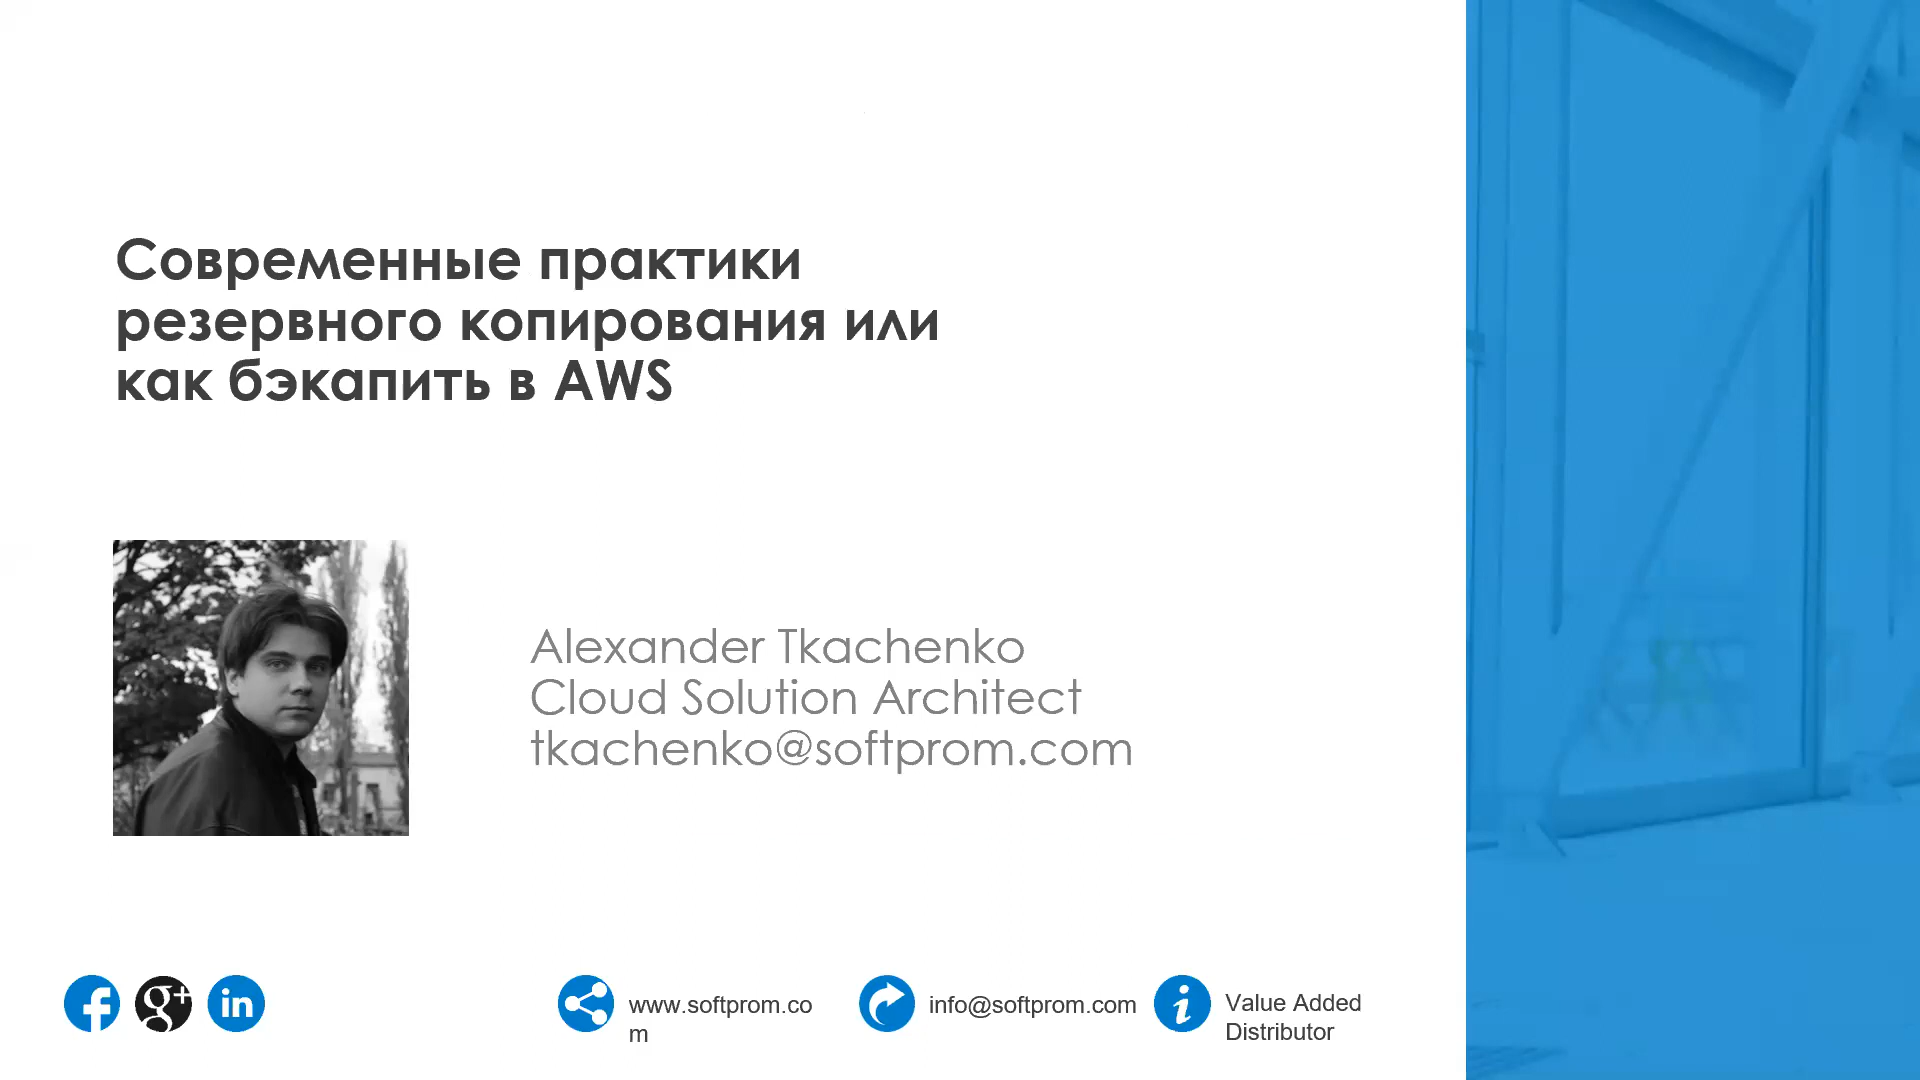 Современные практики
резервного копирования или
как бэкапить в AWS
Alexander Tkachenko
Cloud Solution Architect
tkachenko@softprom.com
www.softprom.co
m
info@softprom.com
Value Added
Distributor